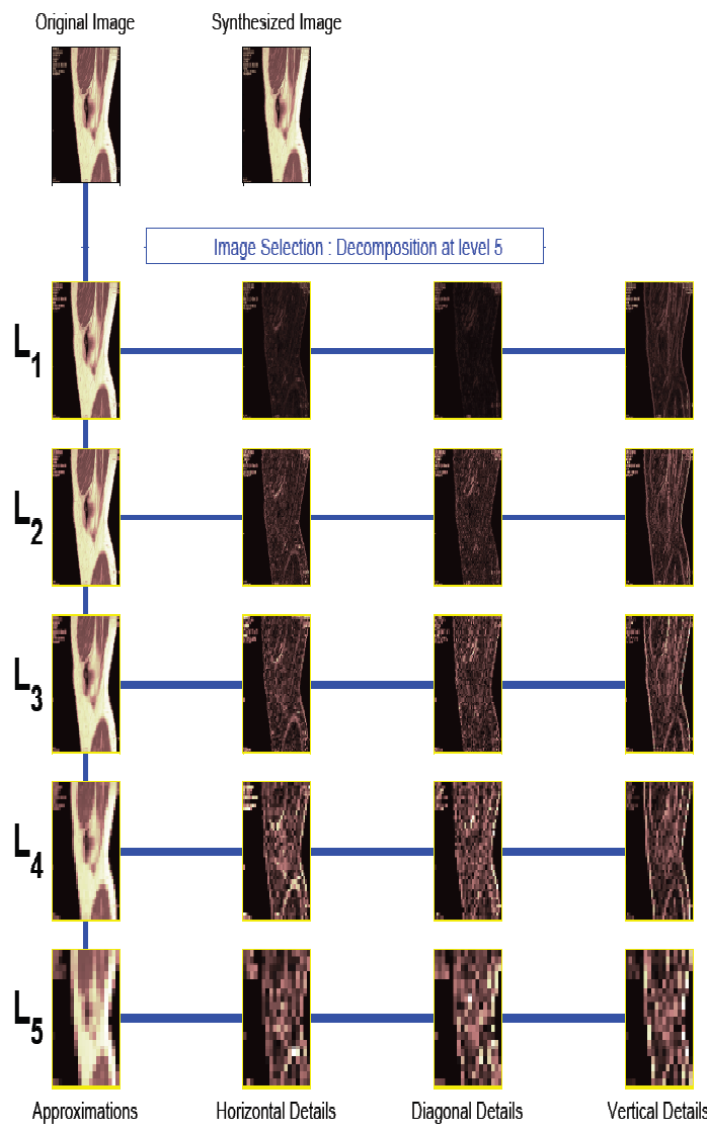 Original Image Synthesized Image
Image Selection : Decomposition at level 5
L1
L2
L3
L4
L5
Approximations Horizontal Details Diagonal Details Vertical Details